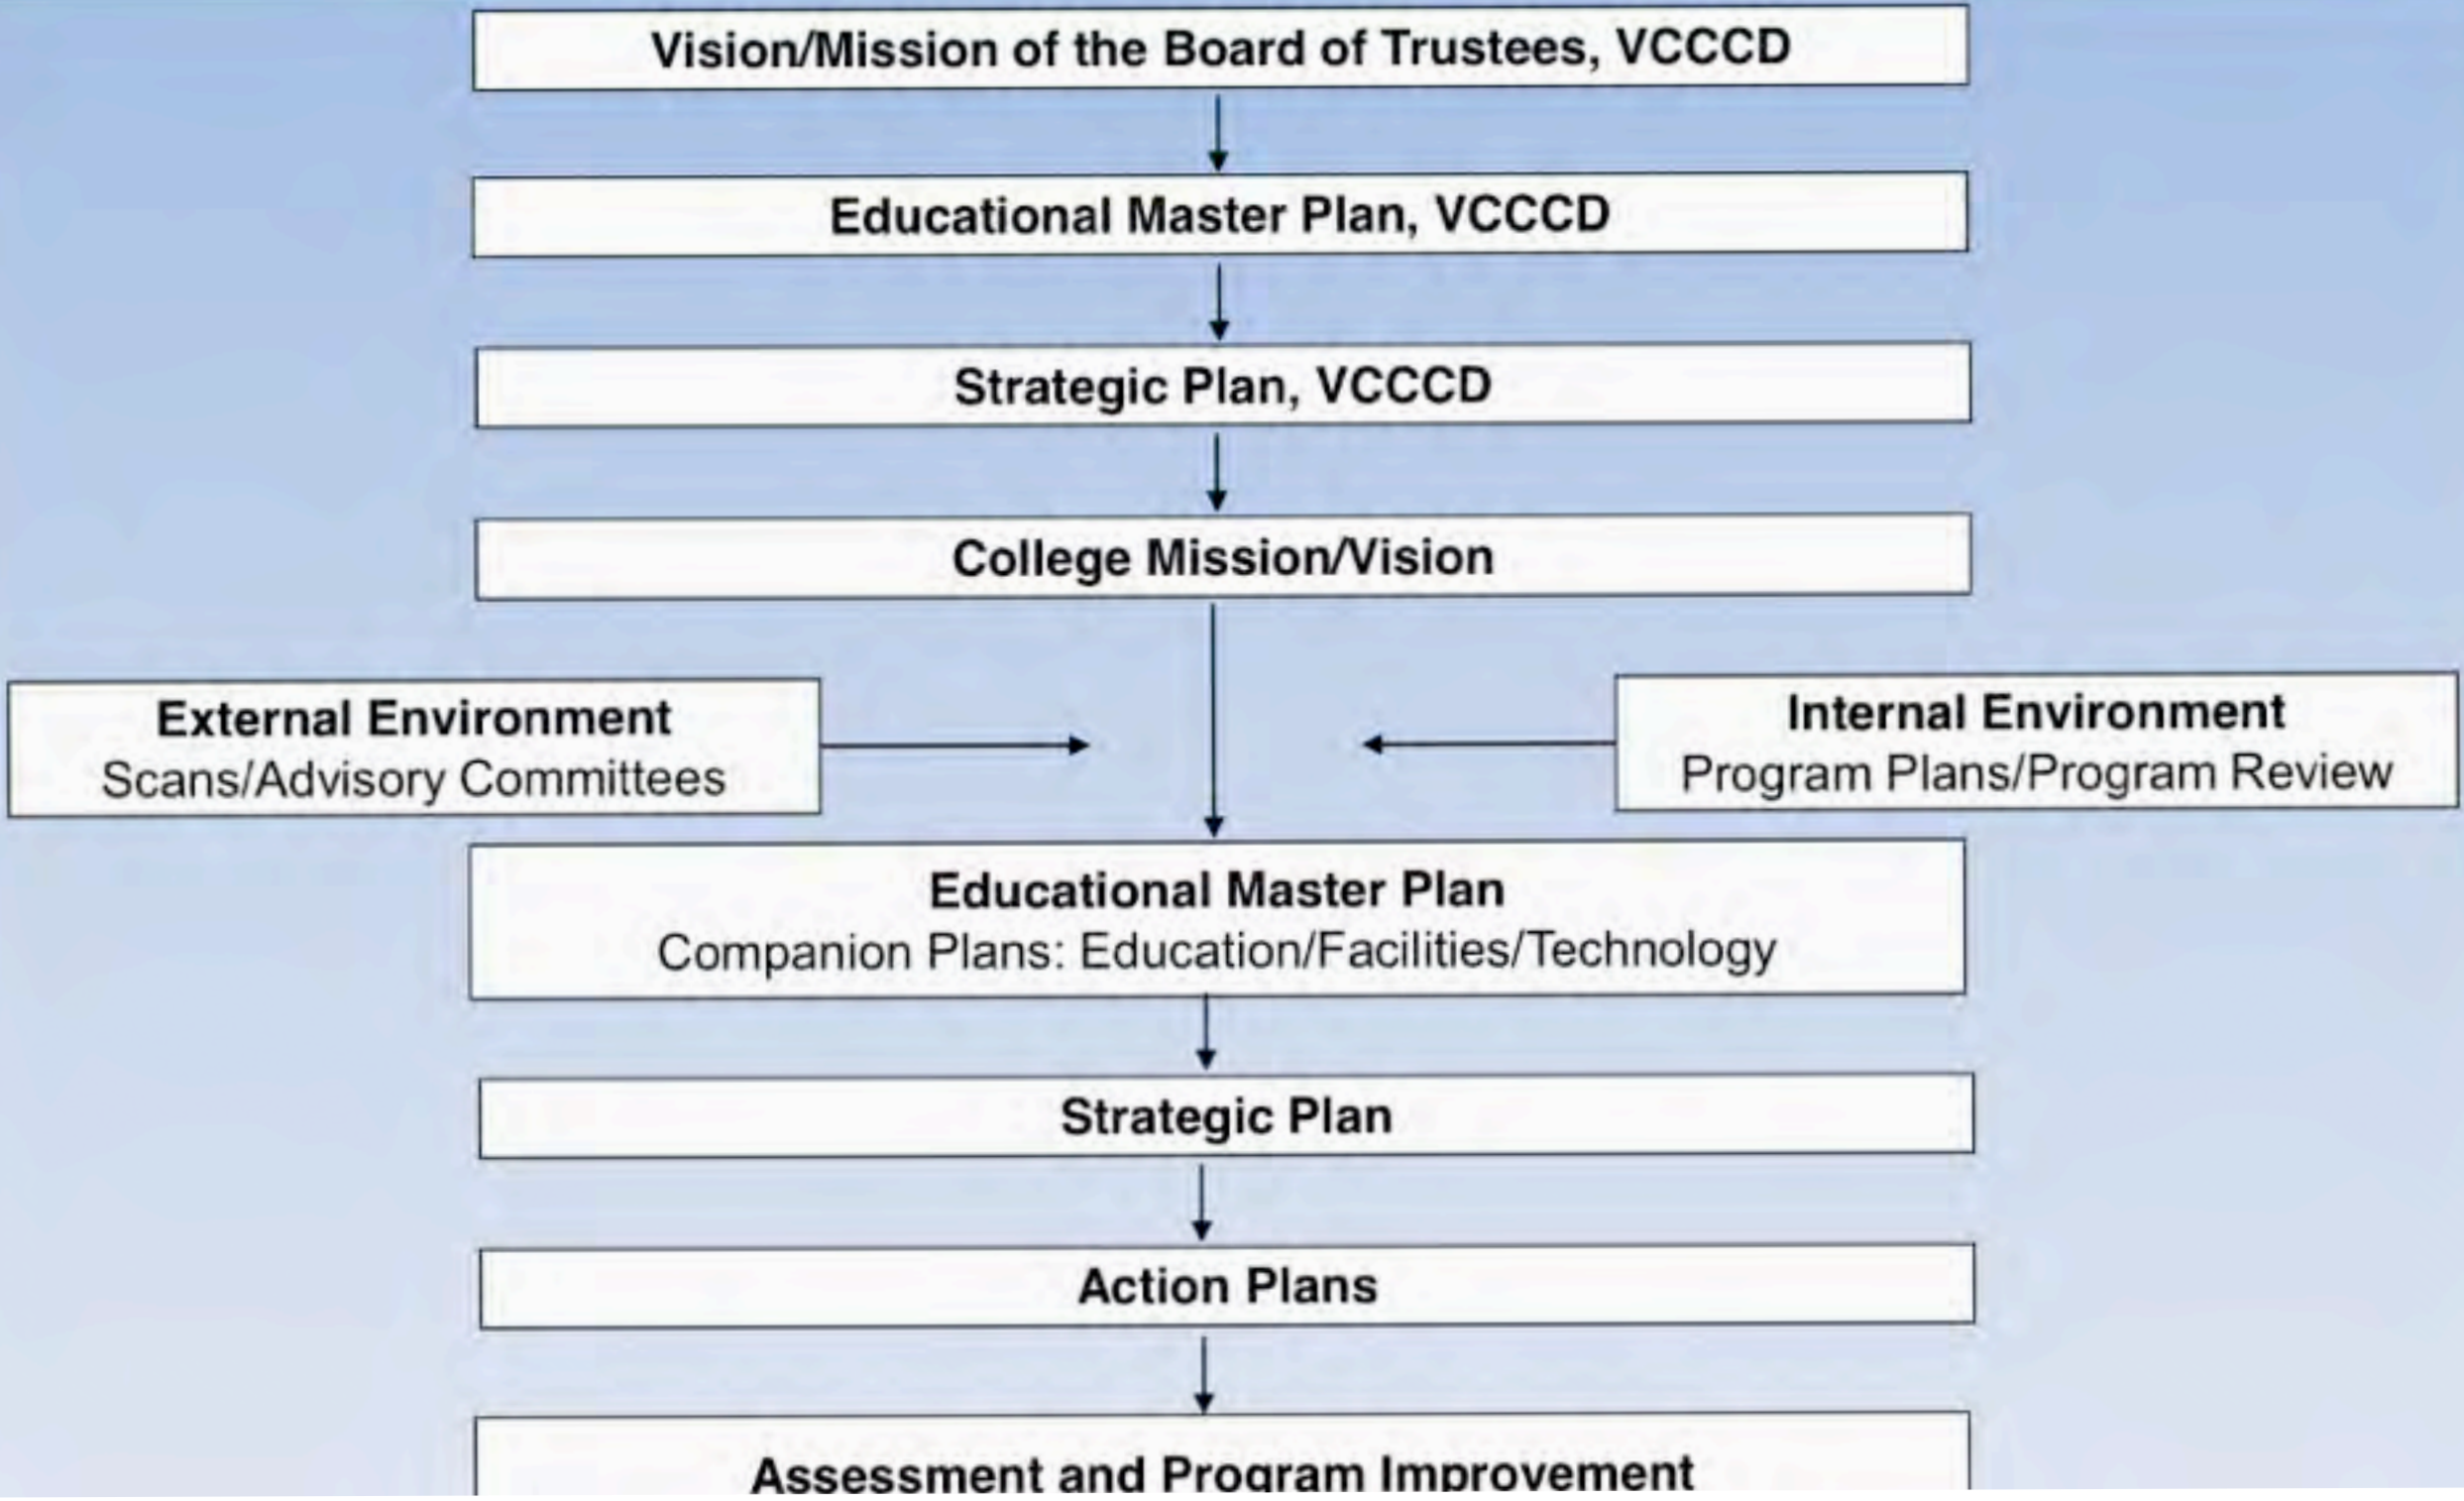 Vision/Mission of the Board of Trustees, VCCCD
Educational Master Plan, VCCCD
Strategic Plan, VCCCD
College Mission/Vision
External Environment
Scans/Advisory Committees
Internal Environment
Program Plans/Program Review
Educational Master Plan
Companion Plans: Education/Facilities/Technology
Strategic Plan
Action Plans
Assessment and Program Improvement